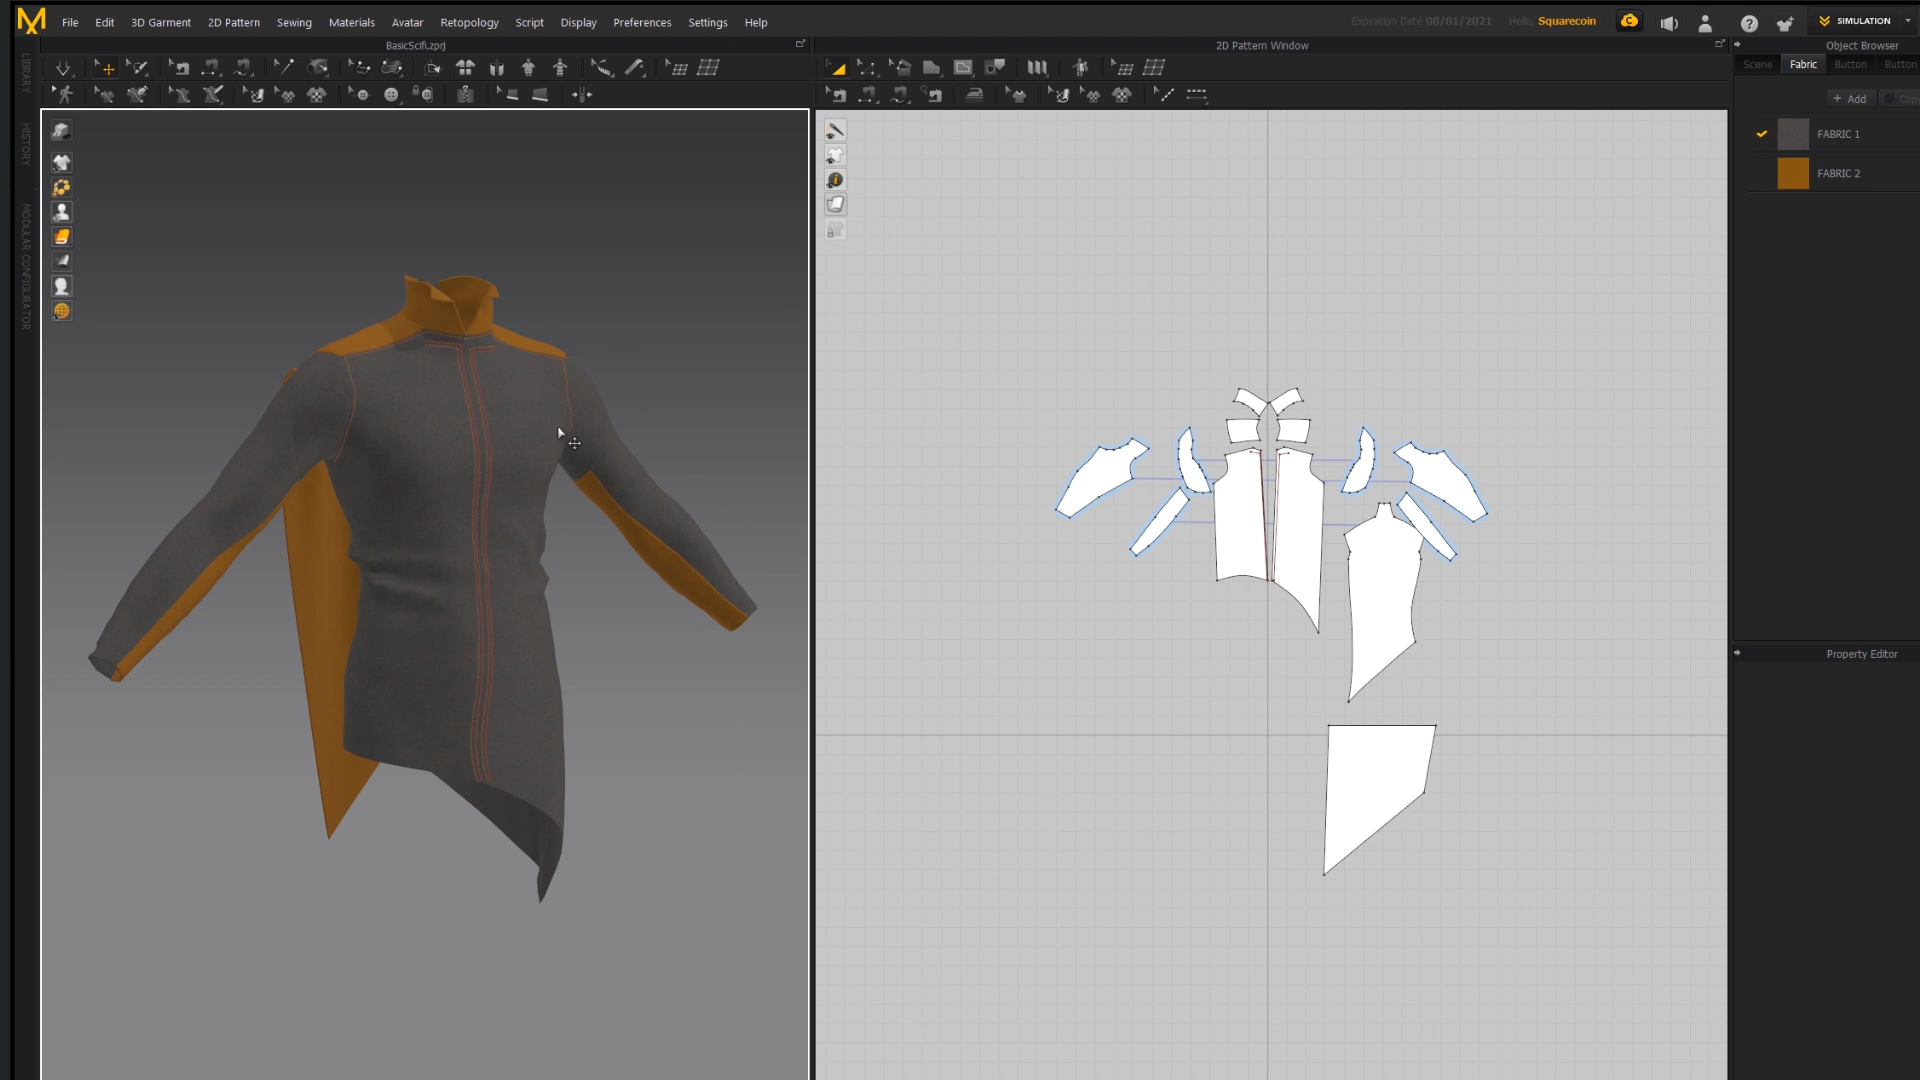 File Edit 3D Garment 2D Pattern Sewing Materials Avatar Retopology Script Display Preferences Settings Help
Expiration Date 08/01/2021 Hello, Squarecoin
SIMULATION
BasicScifi.zprj
2D Pattern Window
Object Browser
Scene Fabric Button Button
+ Add Copy
FABRIC 1
FABRIC 2
Property Editor
LIBRARY
HISTORY
MODULAR CONFIGURATOR